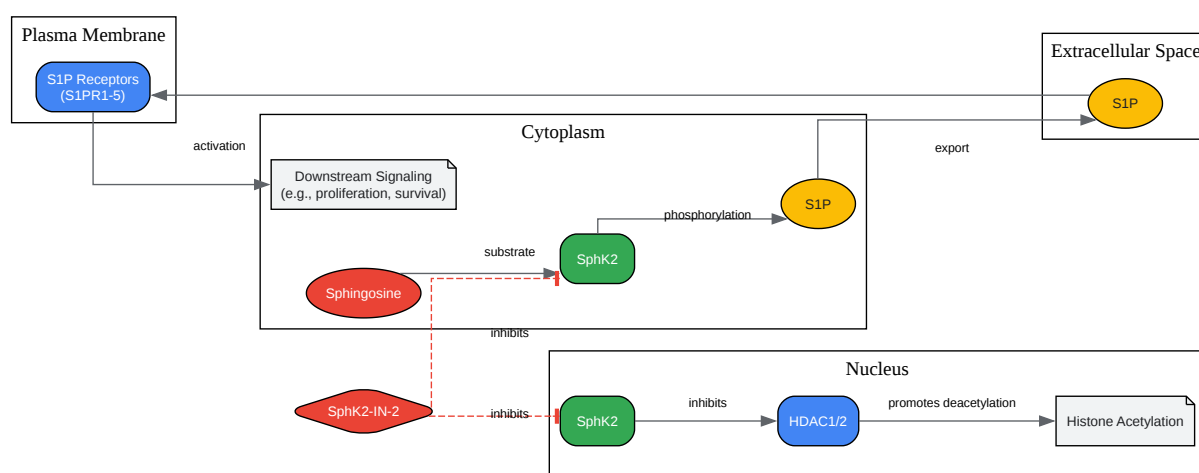 Plasma Membrane
S1P Receptors
(S1PR1-5)
Extracellular Space
S1P
export
activation
Cytoplasm
Downstream Signaling
(e.g., proliferation, survival)
S1P
phosphorylation
substrate
SphK2
Sphingosine
inhibits
SphK2-IN-2
inhibits
Nucleus
SphK2
inhibits
HDAC1/2
promotes deacetylation
Histone Acetylation